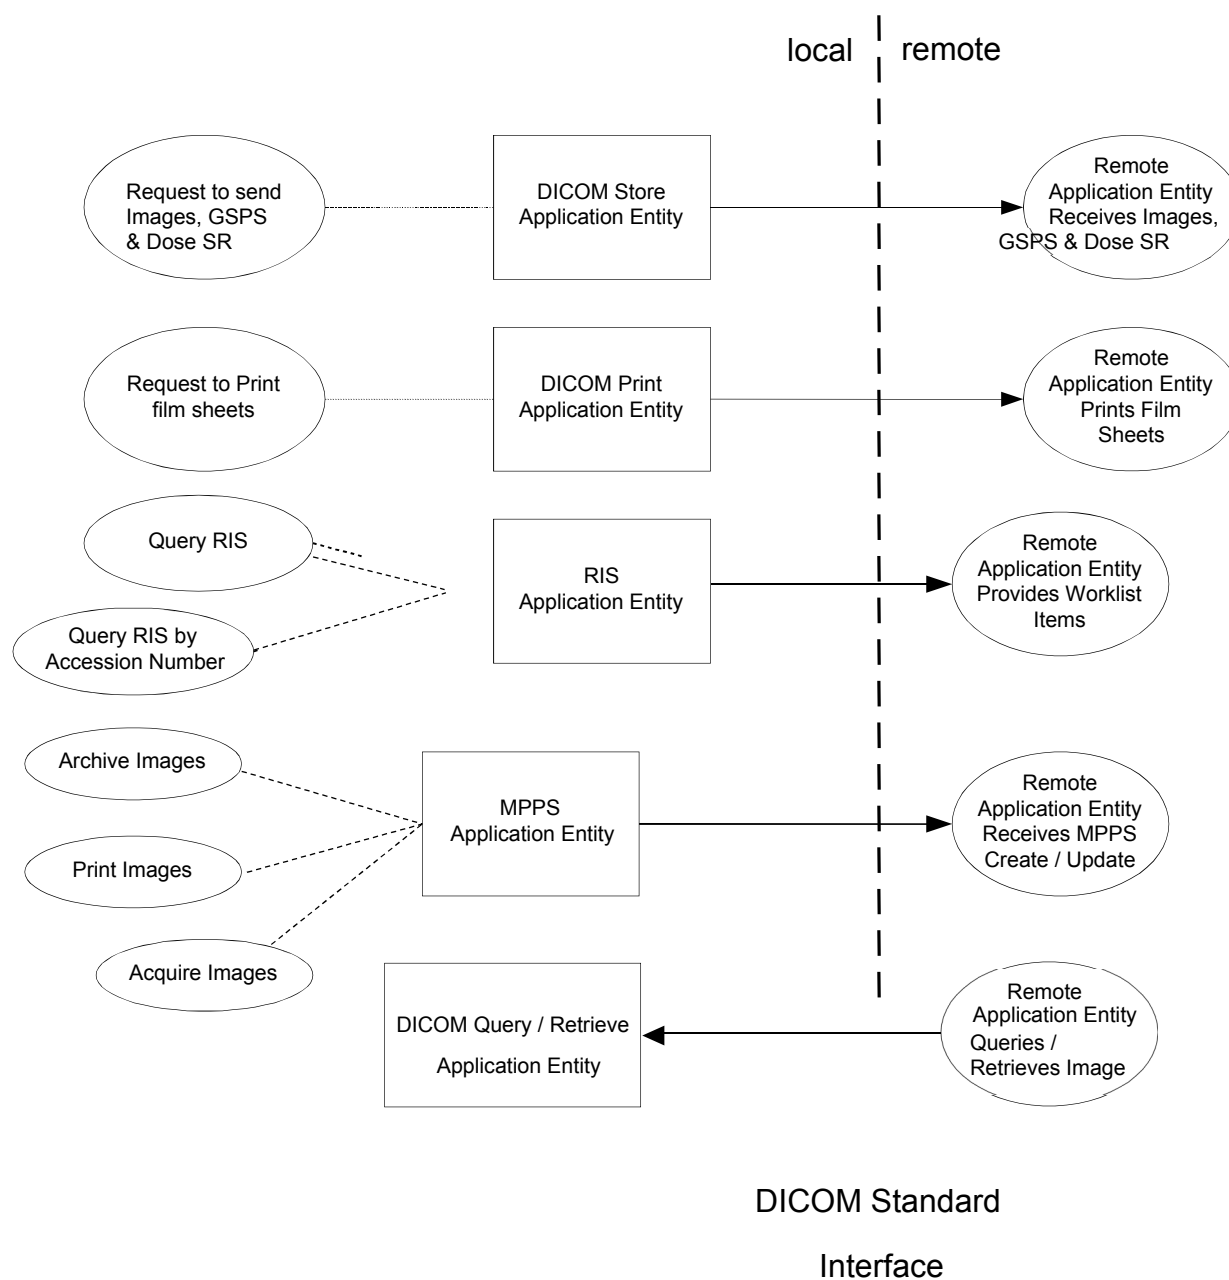 local
remote
Request to send
Images, GSPS
& Dose SR
DICOM Store
Application Entity
Remote
Application Entity
Receives Images,
GSPS & Dose SR
Request to Print
film sheets
DICOM Print
Application Entity
Remote
Application Entity
Prints Film
Sheets
Query RIS
Query RIS by
Accession Number
RIS
Application Entity
Remote
Application Entity
Provides Worklist
Items
Archive Images
Print Images
Acquire Images
MPPS
Application Entity
Remote
Application Entity
Receives MPPS
Create / Update
DICOM Query / Retrieve
Application Entity
Remote
Application Entity
Queries /
Retrieves Image
DICOM Standard
Interface